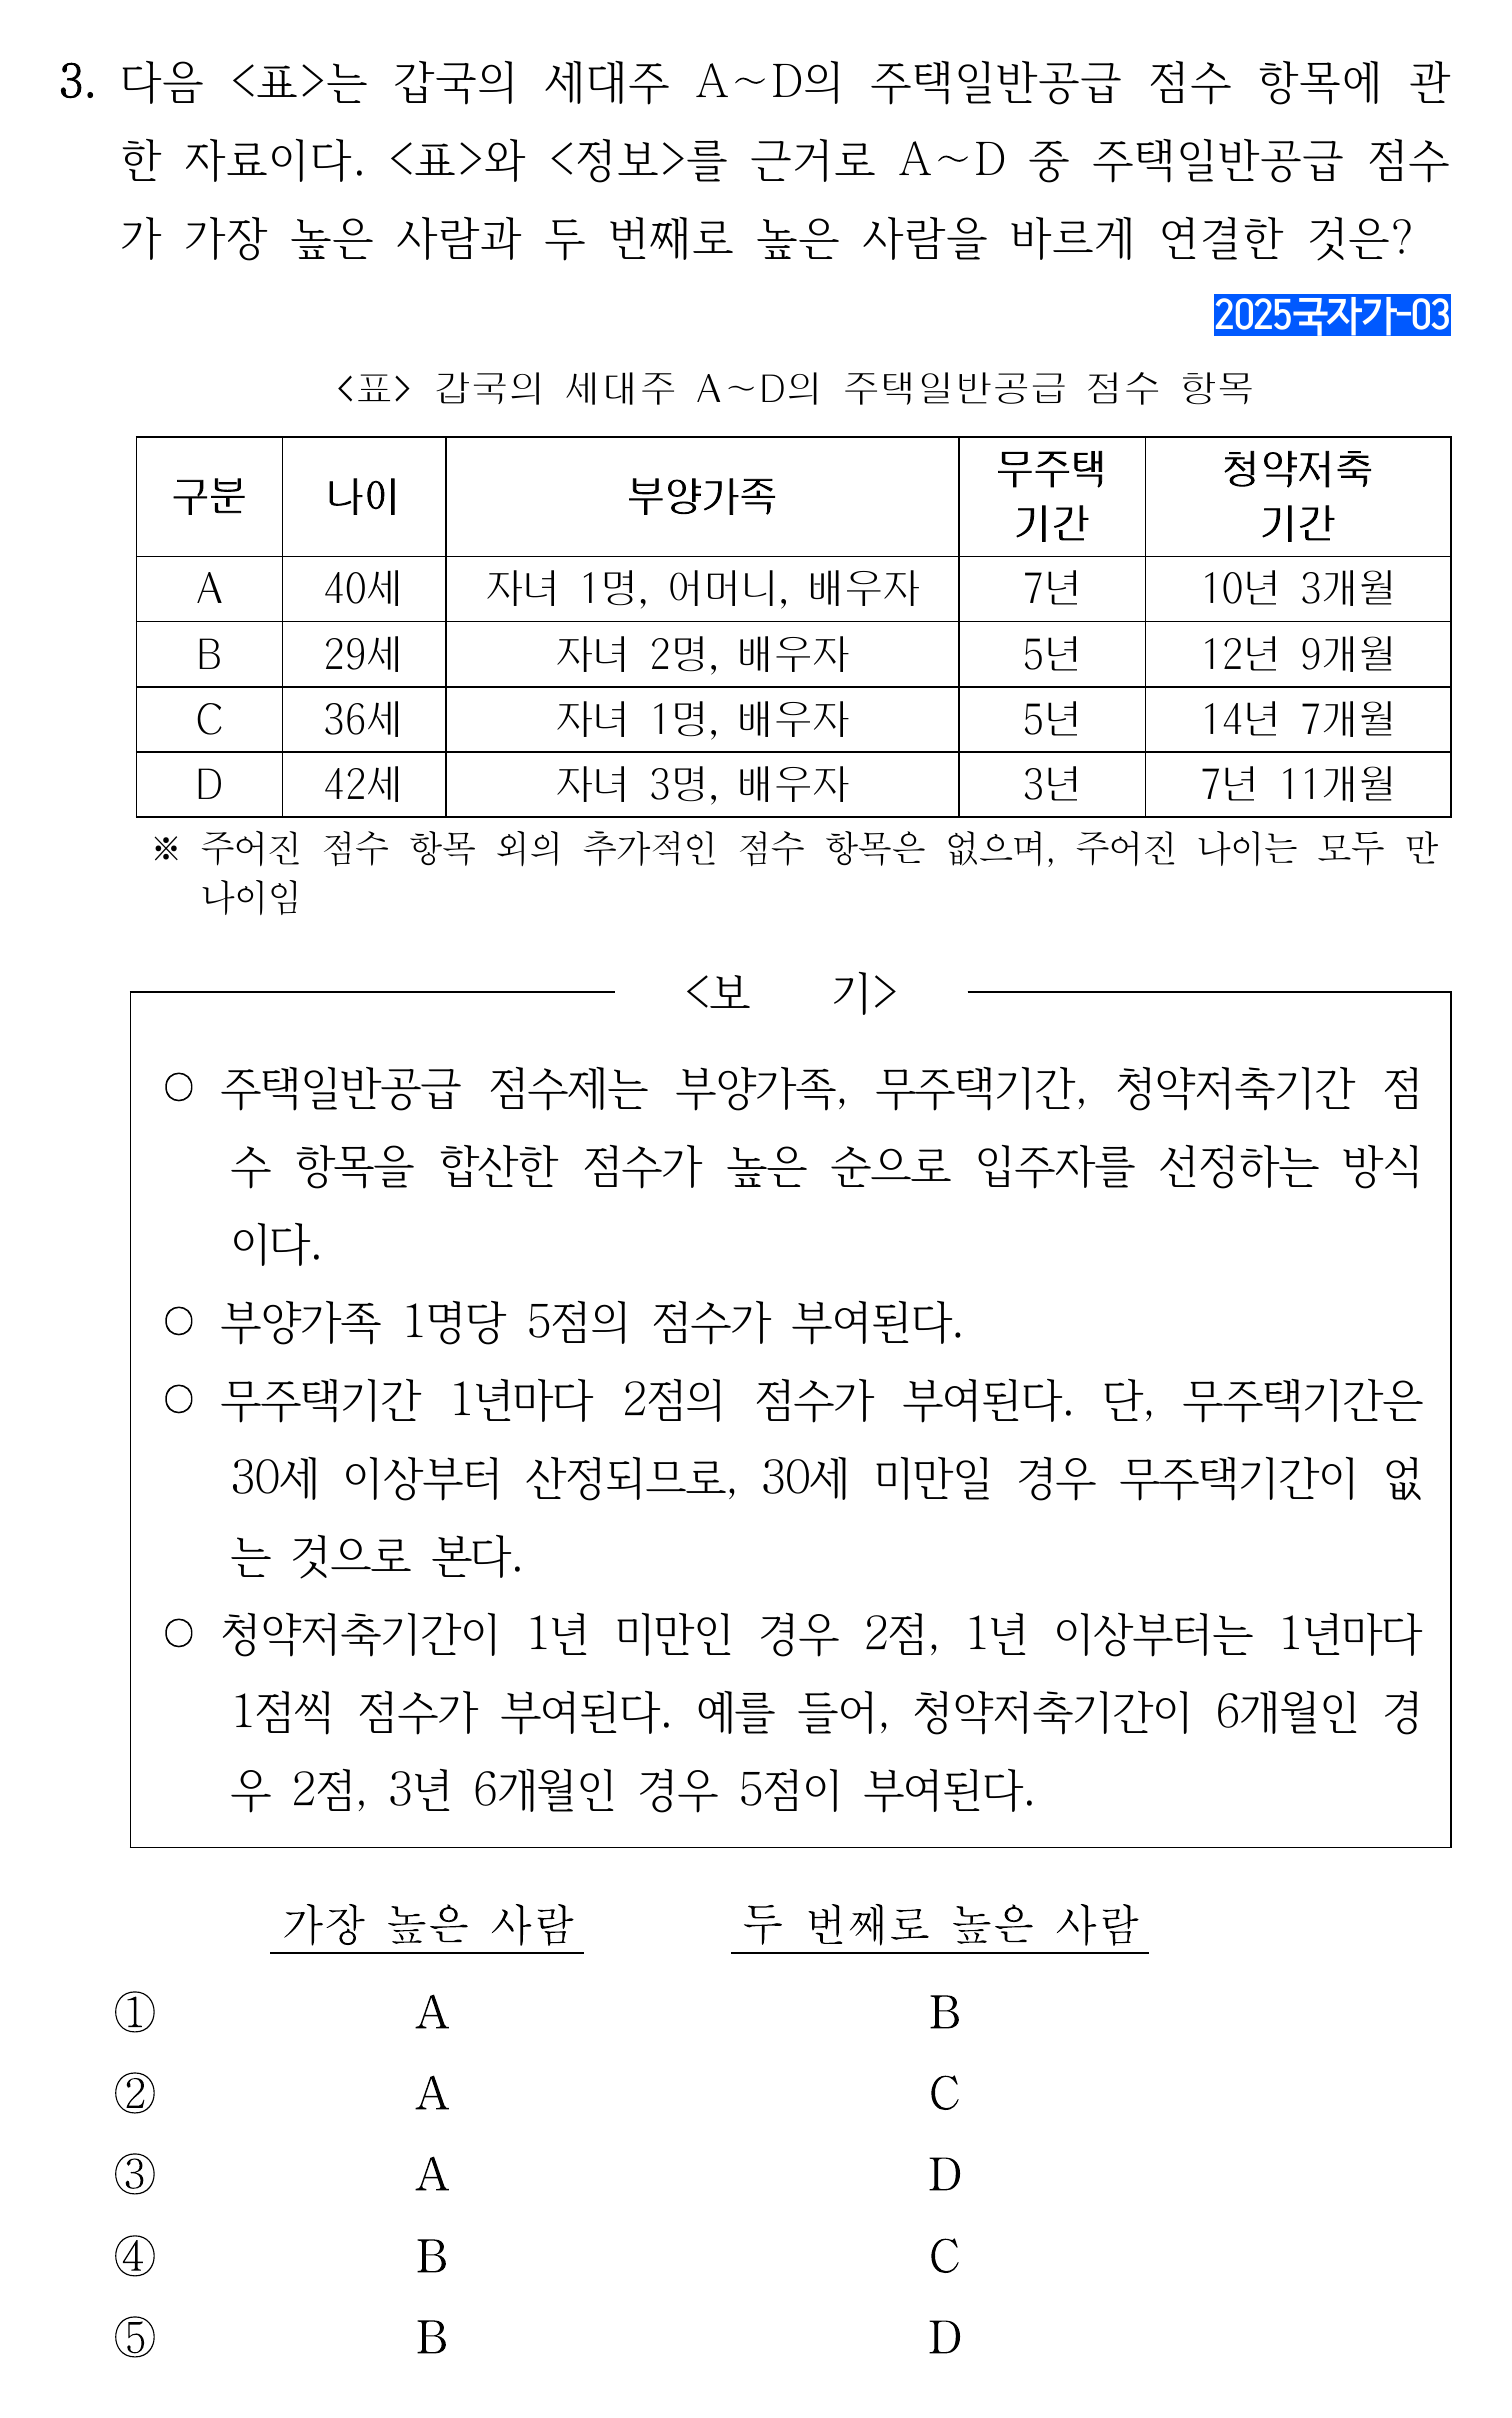 3. 다음 <표>는 갑국의 세대주 A~D의 주택일반공급 점수 항목에 관
한 자료이다. <표>와 <정보>를 근거로 A~D 중 주택일반공급 점수
가 가장 높은 사람과 두 번째로 높은 사람을 바르게 연결한 것은?
2025국자가-03
<표> 갑국의 세대주 A~D의 주택일반공급 점수 항목
구분 나이 부양가족 무주택 기간 청약저축 기간
A 40세 자녀 1명, 어머니, 배우자 7년 10년 3개월
B 29세 자녀 2명, 배우자 5년 12년 9개월
C 36세 자녀 1명, 배우자 5년 14년 7개월
D 42세 자녀 3명, 배우자 3년 7년 11개월
※ 주어진 점수 항목 외의 추가적인 점수 항목은 없으며, 주어진 나이는 모두 만
나이임
<보 기>
○ 주택일반공급 점수제는 부양가족, 무주택기간, 청약저축기간 점
수 항목을 합산한 점수가 높은 순으로 입주자를 선정하는 방식
이다.
○ 부양가족 1명당 5점의 점수가 부여된다.
○ 무주택기간 1년마다 2점의 점수가 부여된다. 단, 무주택기간은
30세 이상부터 산정되므로, 30세 미만일 경우 무주택기간이 없
는 것으로 본다.
○ 청약저축기간이 1년 미만인 경우 2점, 1년 이상부터는 1년마다
1점씩 점수가 부여된다. 예를 들어, 청약저축기간이 6개월인 경
우 2점, 3년 6개월인 경우 5점이 부여된다.
가장 높은 사람 두 번째로 높은 사람
① A B
② A C
③ A D
④ B C
⑤ B D